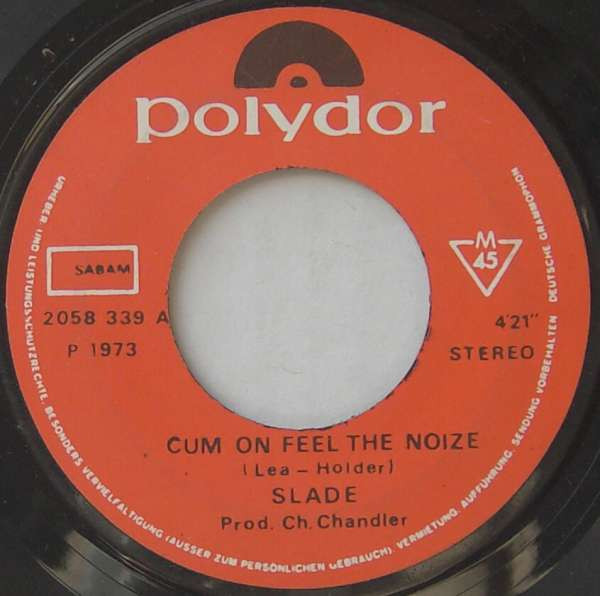 polydor
SABAM
M
45
2058 339 A
4'21"
P 1973
STEREO
CUM ON FEEL THE NOIZE
(Lea - Holder)
SLADE
Prod. Ch. Chandler
URHEBER- UND LEISTUNGSSCHUTZRECHTE, BESONDERS VERVIELFÄLTIGUNG (AUSSER ZUM PERSÖNLICHEN GEBRAUCH), VERMIETUNG, AUFFÜHRUNG, SENDUNG VORBEHALTEN DEUTSCHE GRAMMOPHON